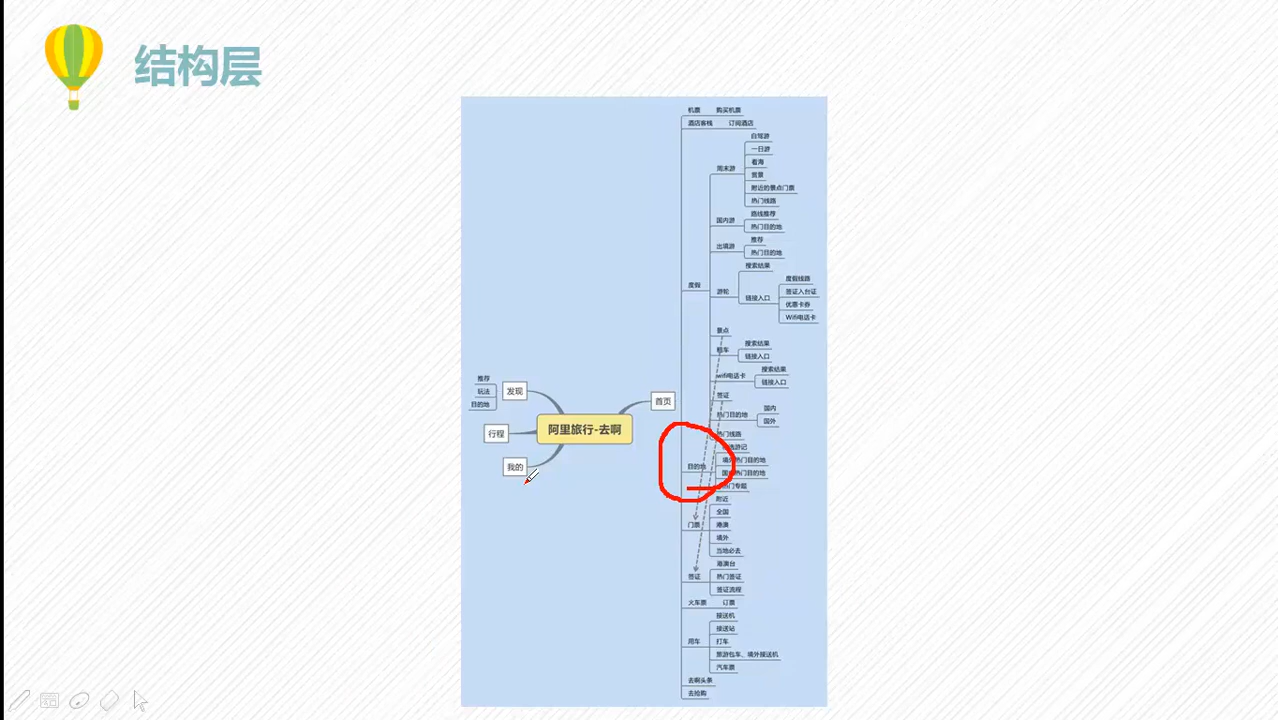 结构层
机票 购买机票
酒店客栈 订阅酒店
度假
周末游
自驾游
一日游
看海
赏景
附近的景点门票
热门线路
国内游
路线推荐
热门目的地
出境游
推荐
热门目的地
游轮
搜索结果
链接入口
度假线路
签证入台证
优惠卡券
Wifi电话卡
景点
租车
搜索结果
链接入口
wifi电话卡
搜索结果
链接入口
签证
热门目的地
国内
国外
热门线路
目的地
游记
境外热门目的地
国内热门目的地
热门专题
门票
附近
全国
港澳
境外
当地必去
签证
港澳台
热门签证
签证流程
火车票 订票
用车
接送机
接送站
打车
旅游包车、境外接送机
汽车票
去啊头条
去抢购
首页
阿里旅行-去啊
发现
推荐
玩法
目的地
行程
我的